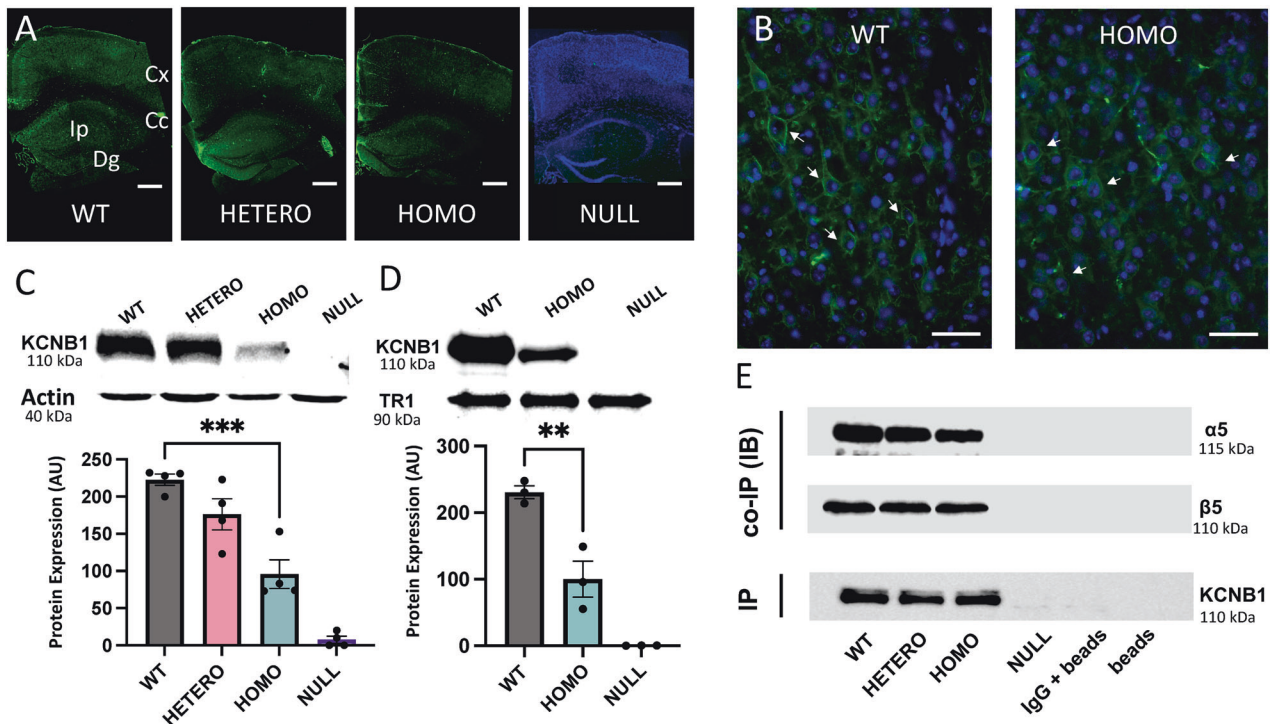 A
Cx
Cc
Ip
Dg
WT
HETERO
HOMO
NULL
B
WT
HOMO
C
WT
HETERO
HOMO
NULL
KCNB1
110 kDa
Actin
40 kDa
***
Protein Expression (AU)
250
200
150
100
50
0
WT
HETERO
HOMO
NULL
D
WT
HOMO
NULL
KCNB1
110 kDa
TR1
90 kDa
**
Protein Expression (AU)
300
200
100
0
WT
HOMO
NULL
E
co-IP (IB)
α5
115 kDa
β5
110 kDa
IP
KCNB1
110 kDa
WT
HETERO
HOMO
NULL
IgG + beads
beads